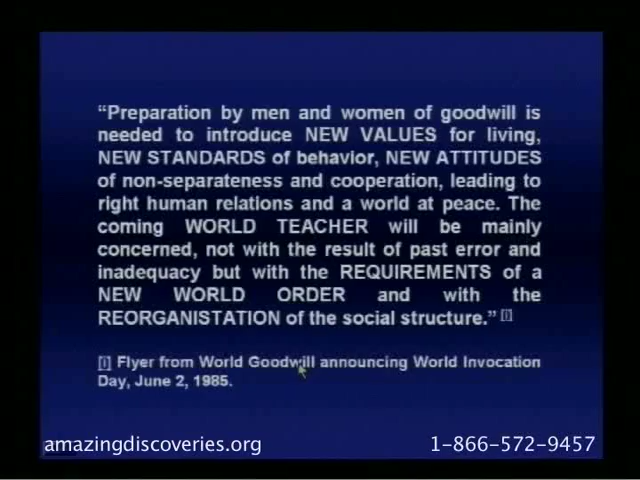 “Preparation by men and women of goodwill is
needed to introduce NEW VALUES for living,
NEW STANDARDS of behavior, NEW ATTITUDES
of non-separateness and cooperation, leading to
right human relations and a world at peace. The
coming WORLD TEACHER will be mainly
concerned, not with the result of past error and
inadequacy but with the REQUIREMENTS of a
NEW WORLD ORDER and with the
REORGANISTATION of the social structure.” [i]
[i] Flyer from World Goodwill announcing World Invocation
Day, June 2, 1985.
amazingdiscoveries.org 1-866-572-9457